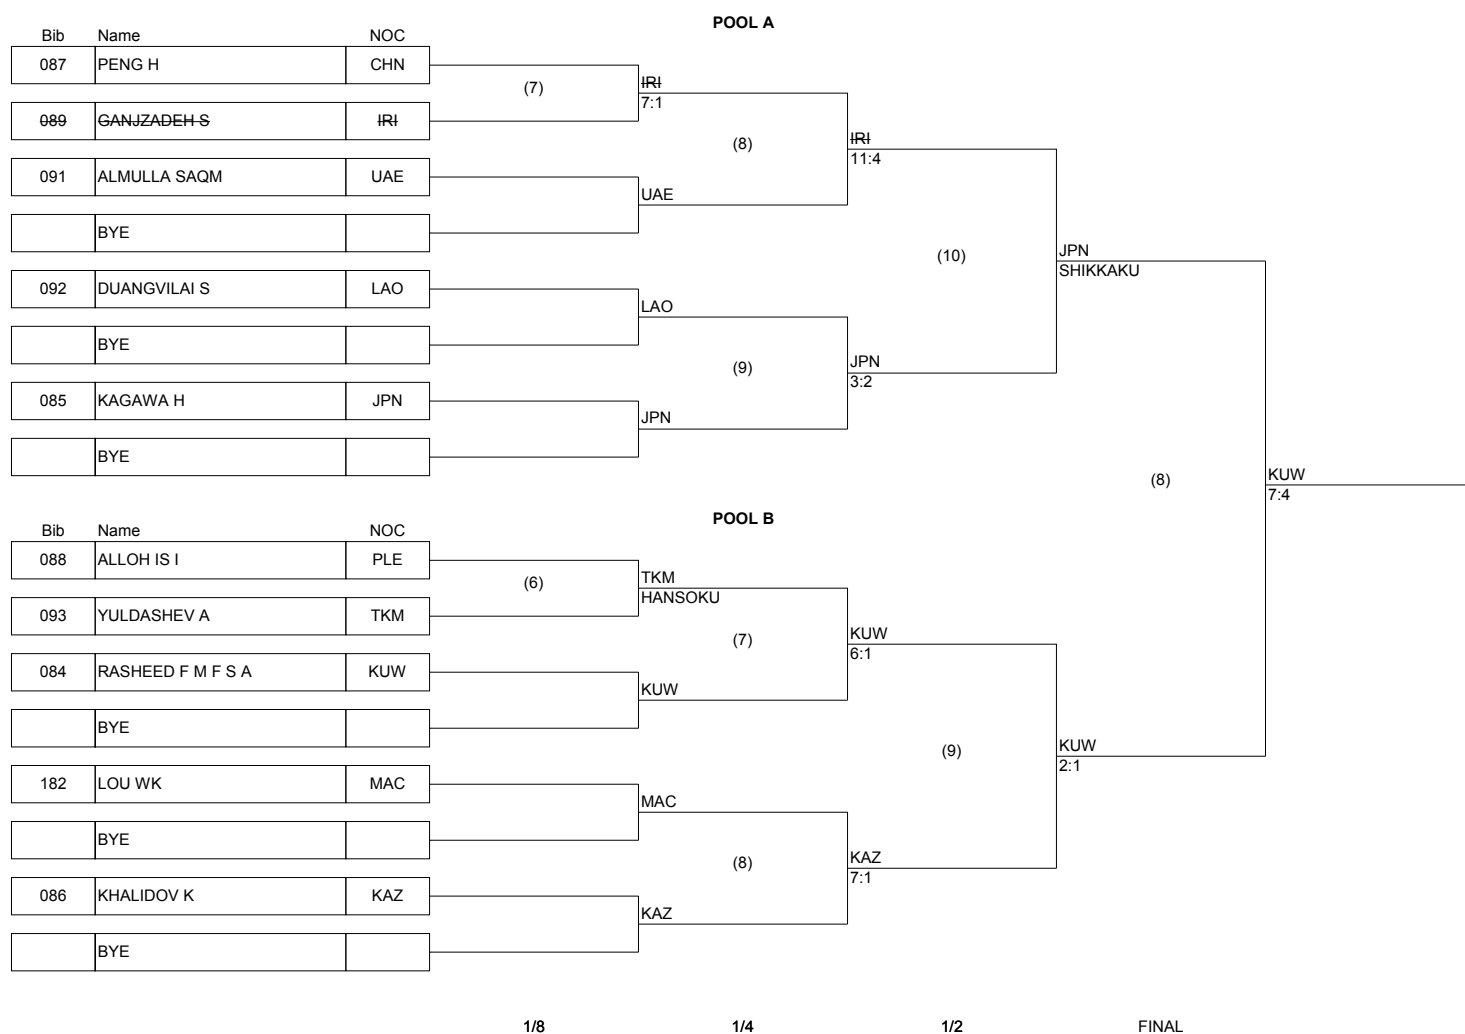 POOL A
Bib Name NOC
087 PENG H CHN
(7)
IRI
7:1
089 GANJZADEH S IRI
(8)
IRI
11:4
091 ALMULLA SAQM UAE
UAE
BYE
(10)
JPN
SHIKKAKU
092 DUANGVILAI S LAO
LAO
BYE
(9)
JPN
3:2
085 KAGAWA H JPN
JPN
BYE
(8)
KUW
7:4
POOL B
Bib Name NOC
088 ALLOH IS I PLE
(6)
TKM
HANSOKU
093 YULDASHEV A TKM
(7)
KUW
6:1
084 RASHEED F M F S A KUW
KUW
BYE
(9)
KUW
2:1
182 LOU WK MAC
MAC
BYE
(8)
KAZ
7:1
086 KHALIDOV K KAZ
KAZ
BYE
1/8 1/4 1/2 FINAL